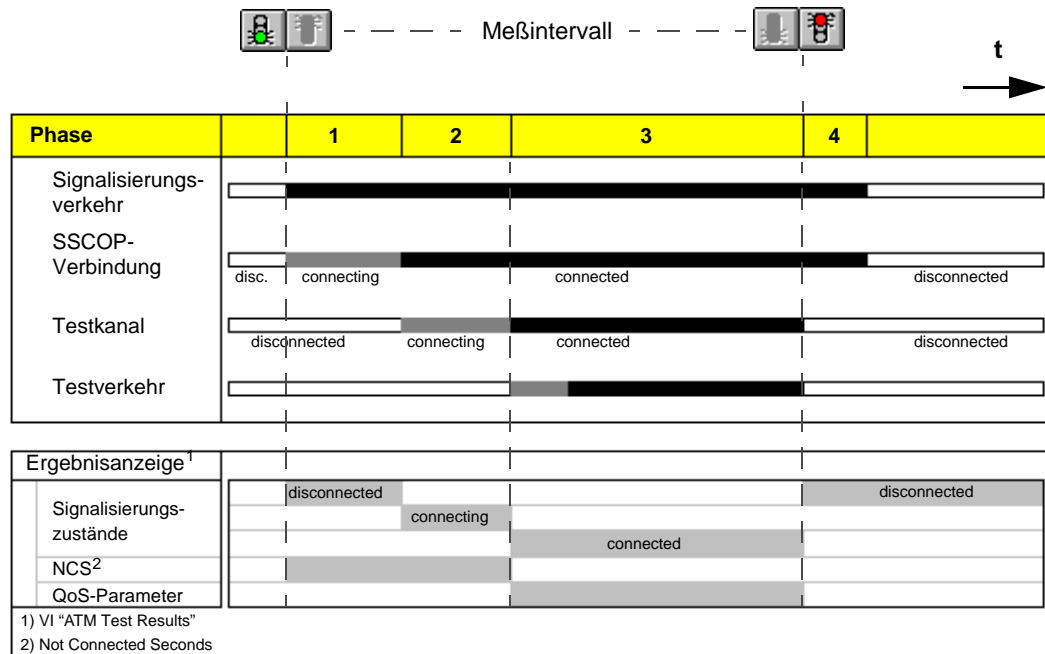 Meßintervall
t
Phase 1 2 3 4
Signalisierungs-
verkehr
SSCOP-
Verbindung
disc. connecting connected disconnected
Testkanal
disconnected connecting connected disconnected
Testverkehr
Ergebnisanzeige1
disconnected disconnected
Signalisierungs-
zustände
connecting
connected
NCS2
QoS-Parameter
1) VI “ATM Test Results”
2) Not Connected Seconds